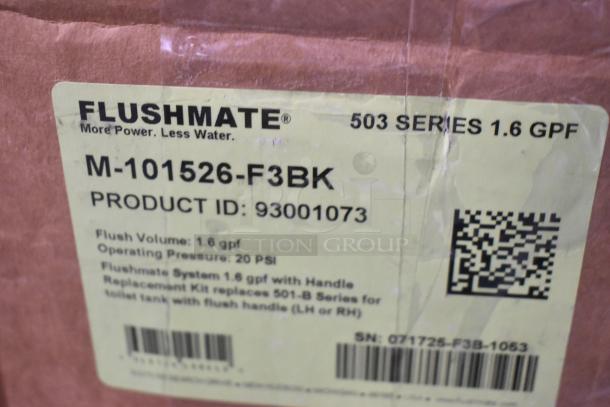 FLUSHMATE®
More Power. Less Water.
503 SERIES 1.6 GPF
M-101526-F3BK
PRODUCT ID: 93001073
Flush Volume: 1.6 gpf
Operating Pressure: 20 PSI
AUCTION GROUP
Flushmate System 1.6 gpf with Handle
Replacement Kit replaces 501-B Series for
toilet tank with flush handle (LH or RH)
SN: 071725-F3B-1053